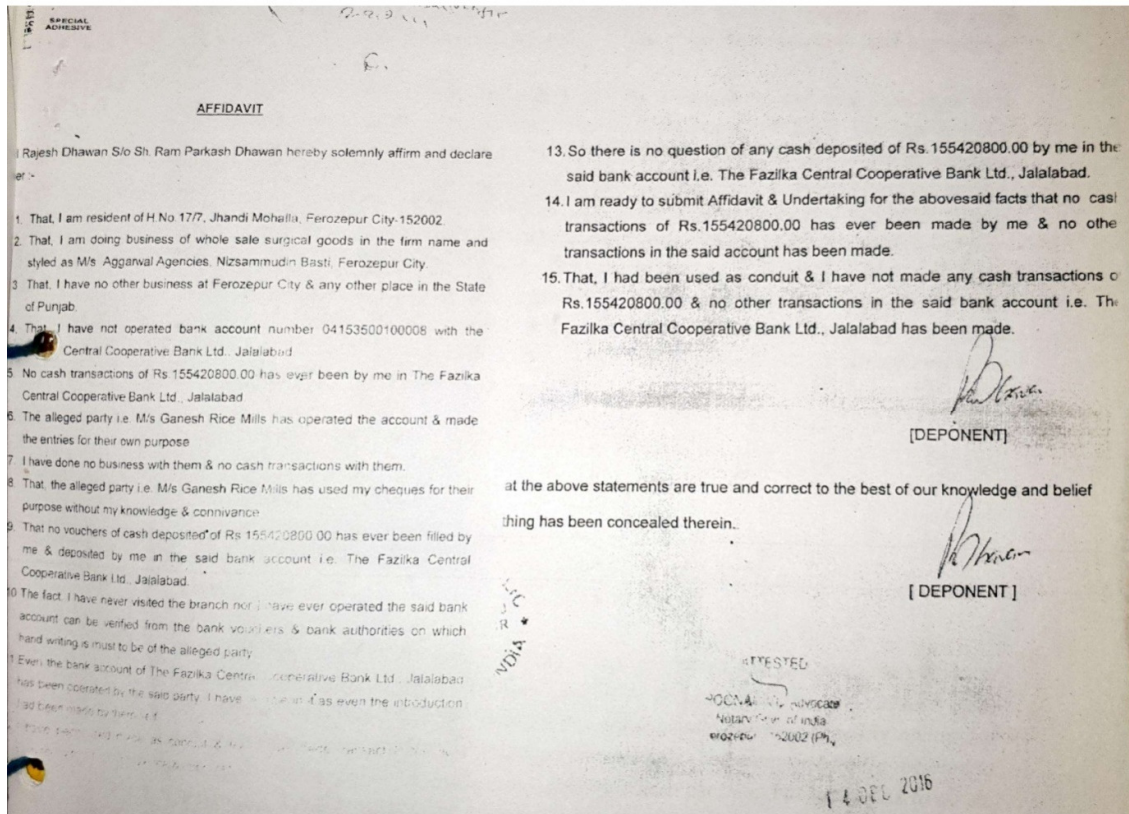 SPECIAL
ADHESIVE
AFFIDAVIT
I Rajesh Dhawan S/o Sh. Ram Parkash Dhawan hereby solemnly affirm and declare
er :-
1. That, I am resident of H.No.17/7, Jhandi Mohalla, Ferozepur City-152002.
2. That, I am doing business of whole sale surgical goods in the firm name and
styled as M/s Aggarwal Agencies, Nizsammudin Basti, Ferozepur City.
3 That, I have no other business at Ferozepur City & any other place in the State
of Punjab.
4. That, I have not operated bank account number 04153500100008 with the
Central Cooperative Bank Ltd., Jalalabad
5 No cash transactions of Rs 155420800.00 has ever been by me in The Fazilka
Central Cooperative Bank Ltd., Jalalabad
6. The alleged party i.e. M/s Ganesh Rice Mills has operated the account & made
the entries for their own purpose
7. I have done no business with them & no cash transactions with them.
8. That, the alleged party i.e. M/s Ganesh Rice Mills has used my cheques for their
purpose without my knowledge & connivance
9. That no vouchers of cash deposited of Rs 155420800.00 has ever been filled by
me & deposited by me in the said bank account i.e. The Fazilka Central
Cooperative Bank Ltd., Jalalabad.
10 The fact, I have never visited the branch nor I have ever operated the said bank
account can be verified from the bank vouchers & bank authorities on which
hand writing is must to be of the alleged party
Even the bank account of The Fazilka Central Cooperative Bank Ltd., Jalalabad
has been operated by the said party. I have as even the introduction
had been made by them
13. So there is no question of any cash deposited of Rs.155420800.00 by me in the
said bank account i.e. The Fazilka Central Cooperative Bank Ltd., Jalalabad.
14. I am ready to submit Affidavit & Undertaking for the abovesaid facts that no cash
transactions of Rs.155420800.00 has ever been made by me & no othe
transactions in the said account has been made.
15. That, I had been used as conduit & I have not made any cash transactions o
Rs.155420800.00 & no other transactions in the said bank account i.e. The
Fazilka Central Cooperative Bank Ltd., Jalalabad has been made.
[DEPONENT]
at the above statements are true and correct to the best of our knowledge and belief
thing has been concealed therein.
[ DEPONENT ]
ATTESTED
Advocate
Notary of India
14 DEC 2016